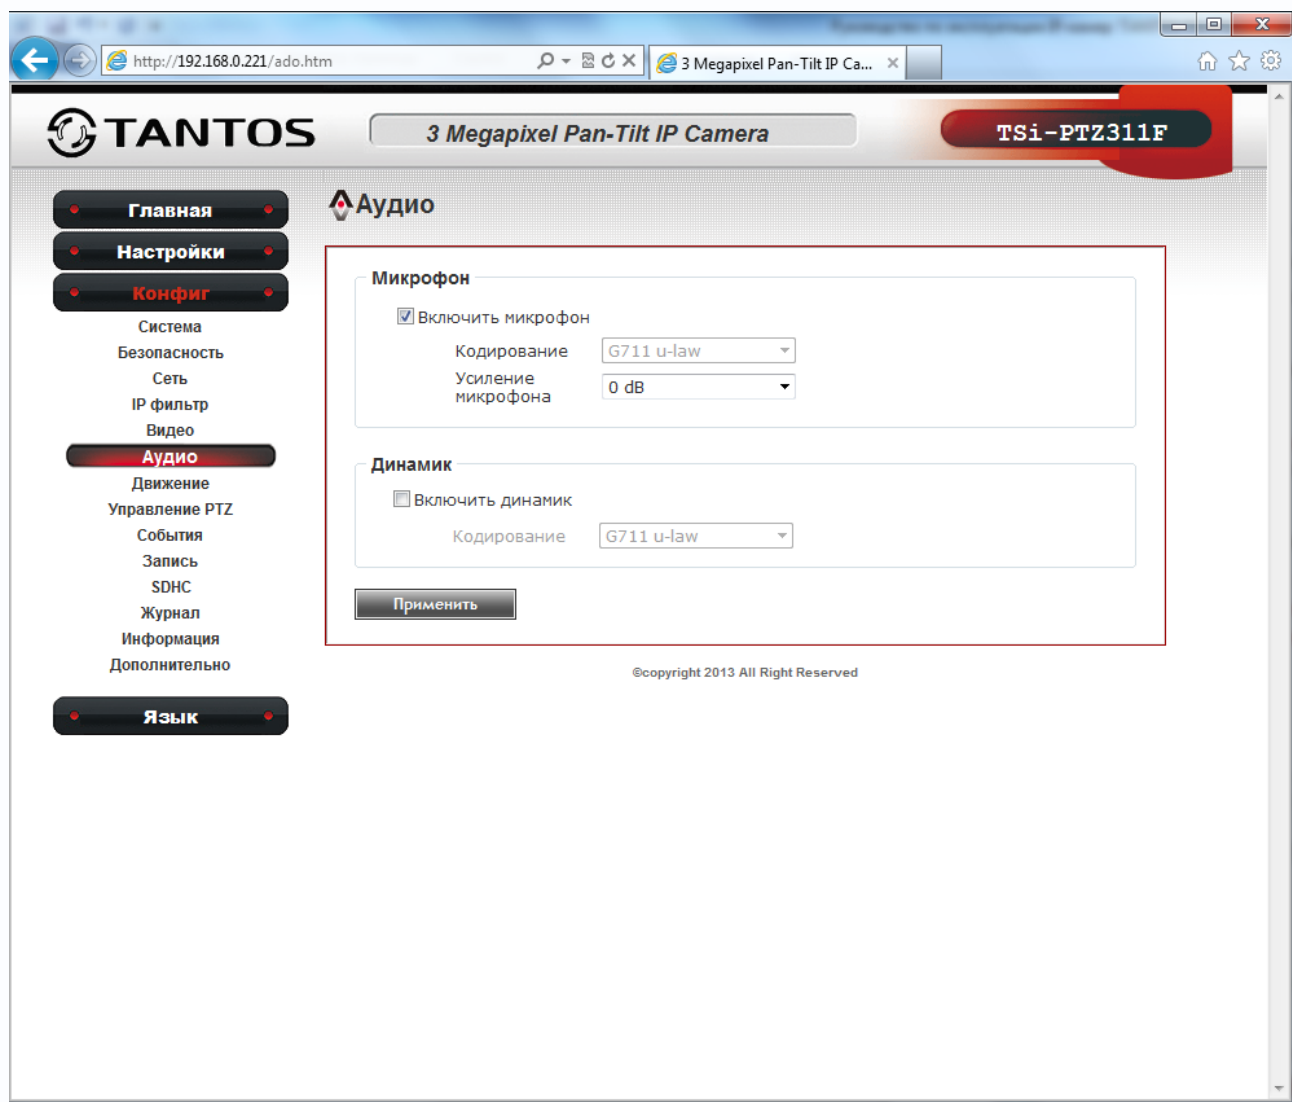 http://192.168.0.221/ado.htm
3 Megapixel Pan-Tilt IP Ca...
TANTOS
3 Megapixel Pan-Tilt IP Camera
TSi-PTZ311F
Главная
Настройки
Конфиг
Система
Безопасность
Сеть
IP фильтр
Видео
Аудио
Движение
Управление PTZ
События
Запись
SDHC
Журнал
Информация
Дополнительно
Язык
Аудио
Микрофон
Включить микрофон
Кодирование
G711 u-law
Усиление
микрофона
0 dB
Динамик
Включить динамик
Кодирование
G711 u-law
Применить
©copyright 2013 All Right Reserved